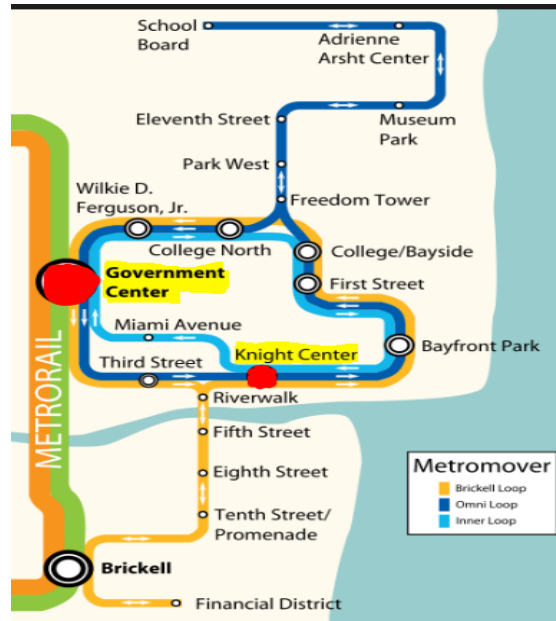 School
Board
Adrienne
Arsht Center
Eleventh Street
Museum
Park
Park West
Wilkie D.
Ferguson, Jr.
Freedom Tower
College North
College/Bayside
Government
Center
First Street
Miami Avenue
Knight Center
Bayfront Park
Third Street
METRORAIL
Riverwalk
Fifth Street
Metromover
Brickell Loop
Omni Loop
Inner Loop
Eighth Street
Tenth Street/
Promenade
Brickell
Financial District